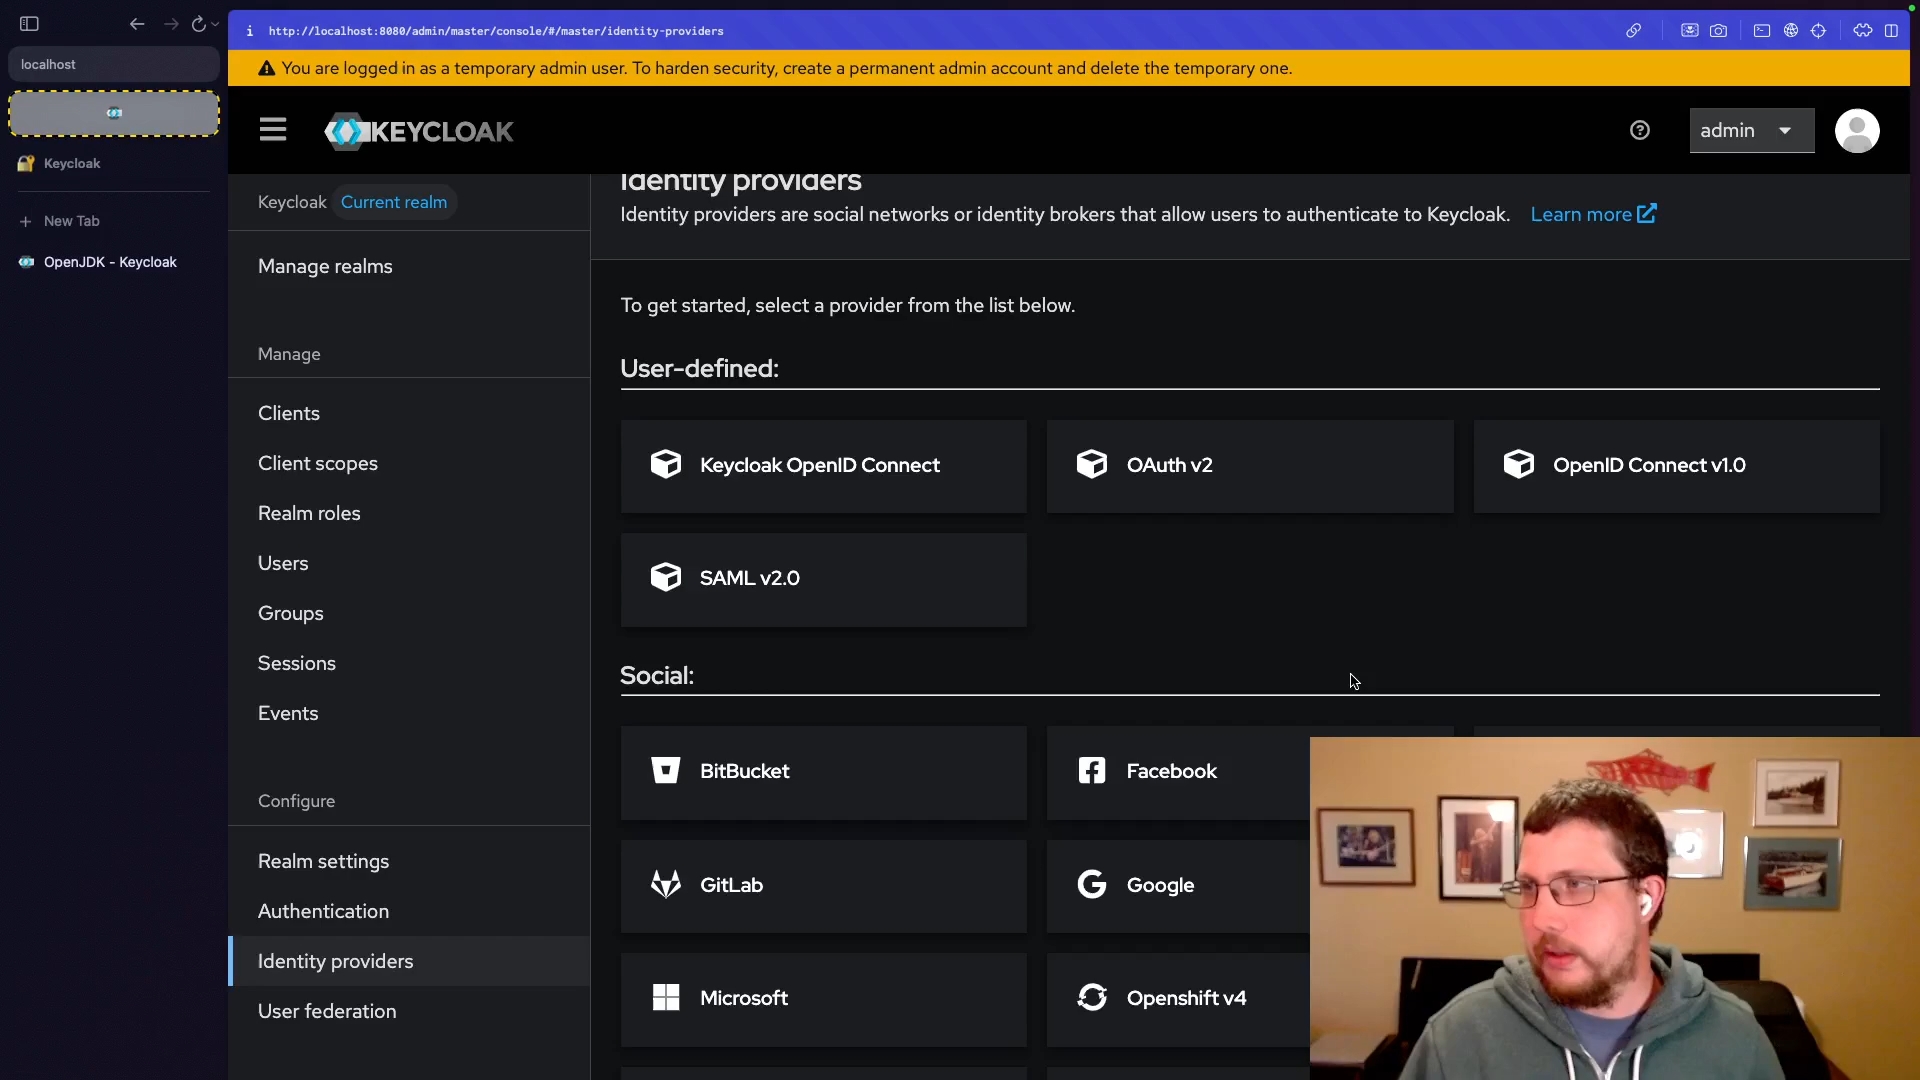 http://localhost:8080/admin/master/console/#/master/identity-providers
localhost
You are logged in as a temporary admin user. To harden security, create a permanent admin account and delete the temporary one.
KEYCLOAK
admin
Keycloak
New Tab
OpenJDK - Keycloak
Keycloak Current realm
Manage realms
Manage
Clients
Client scopes
Realm roles
Users
Groups
Sessions
Events
Configure
Realm settings
Authentication
Identity providers
User federation
Identity providers
Identity providers are social networks or identity brokers that allow users to authenticate to Keycloak. Learn more
To get started, select a provider from the list below.
User-defined:
Keycloak OpenID Connect
OAuth v2
OpenID Connect v1.0
SAML v2.0
Social:
BitBucket
Facebook
GitLab
Google
Microsoft
Openshift v4